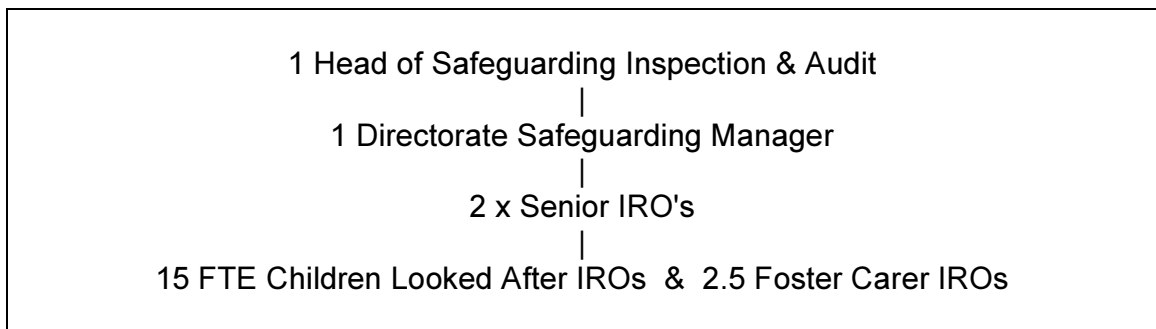 1 Head of Safeguarding Inspection & Audit
|
1 Directorate Safeguarding Manager
|
2 x Senior IRO's
|
15 FTE Children Looked After IROs & 2.5 Foster Carer IROs